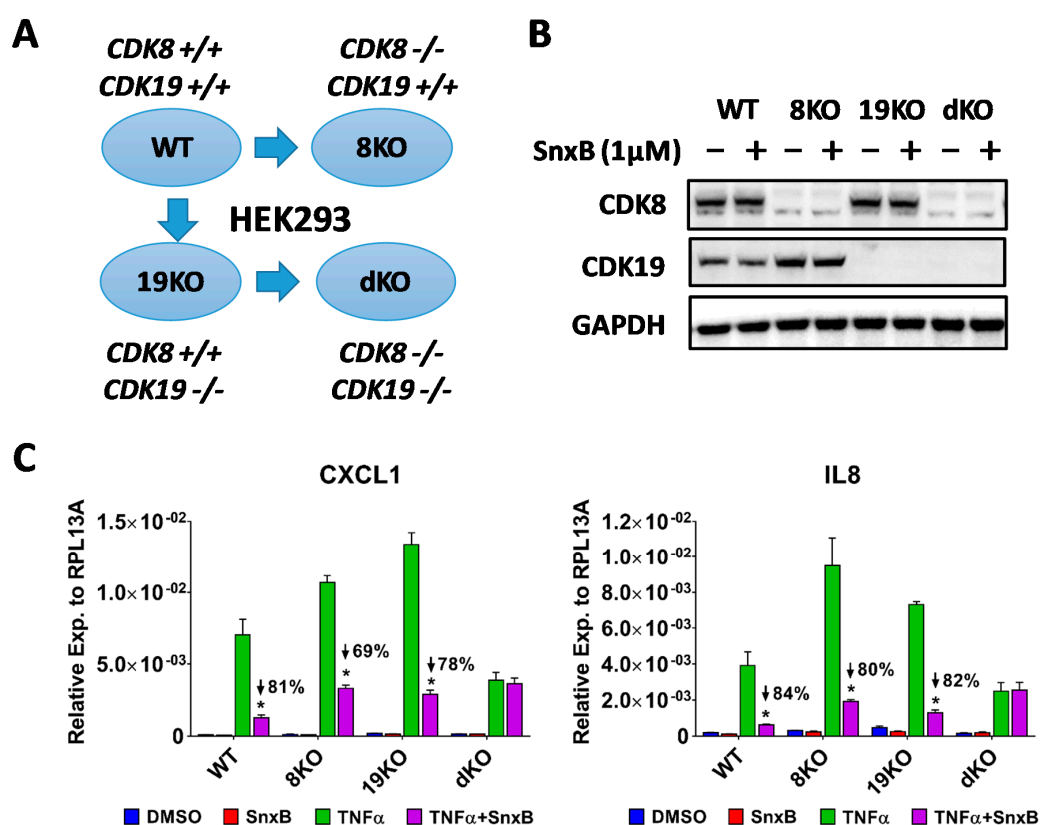 A
CDK8 +/+
CDK19 +/+
CDK8 -/-
CDK19 +/+
WT
8KO
HEK293
19KO
dKO
CDK8 +/+
CDK19 -/-
CDK8 -/-
CDK19 -/-
B
WT 8KO 19KO dKO
SnxB (1μM) – + – + – + – +
CDK8
CDK19
GAPDH
C
CXCL1
Relative Exp. to RPL13A
1.5×10⁻⁰²
1.0×10⁻⁰²
5.0×10⁻⁰³
0
↓81%
*
↓69%
*
↓78%
*
WT 8KO 19KO dKO
DMSO SnxB TNFα TNFα+SnxB
IL8
Relative Exp. to RPL13A
1.2×10⁻⁰²
1.0×10⁻⁰²
8.0×10⁻⁰³
6.0×10⁻⁰³
4.0×10⁻⁰³
2.0×10⁻⁰³
0
↓84%
*
↓80%
*
↓82%
*
WT 8KO 19KO dKO
DMSO SnxB TNFα TNFα+SnxB